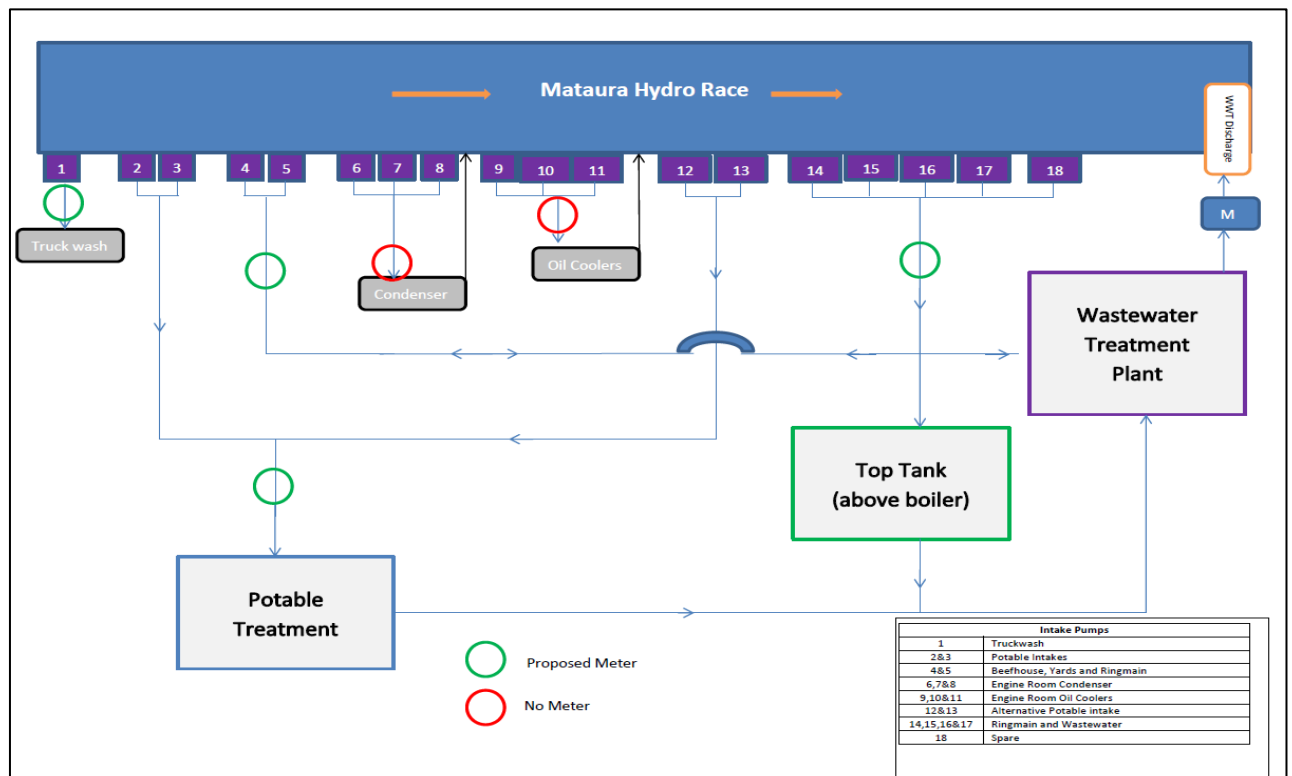 Mataura Hydro Race
WWT Discharge
1
2
3
4
5
6
7
8
9
10
11
12
13
14
15
16
17
18
M
Truck wash
Oil Coolers
Condenser
Wastewater
Treatment
Plant
Top Tank
(above boiler)
Potable
Treatment
Proposed Meter
No Meter
Intake Pumps
1 Truckwash
2&3 Potable Intakes
4&5 Beefhouse, Yards and Ringmain
6,7&8 Engine Room Condenser
9,10&11 Engine Room Oil Coolers
12&13 Alternative Potable intake
14,15,16&17 Ringmain and Wastewater
18 Spare